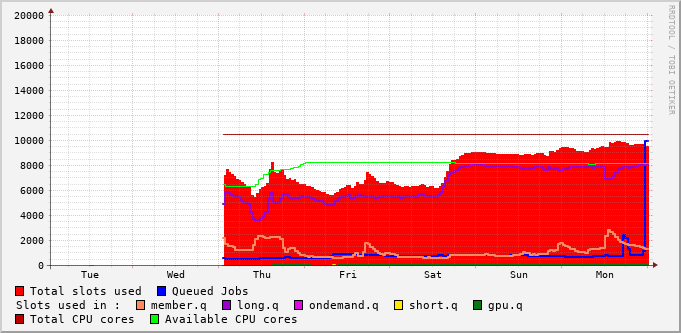 20000
18000
16000
14000
12000
10000
8000
6000
4000
2000
0
Tue Wed Thu Fri Sat Sun Mon
RRDTOOL / TOBI OETIKER
Total slots used Queued Jobs
Slots used in : member.q long.q ondemand.q short.q gpu.q
Total CPU cores Available CPU cores